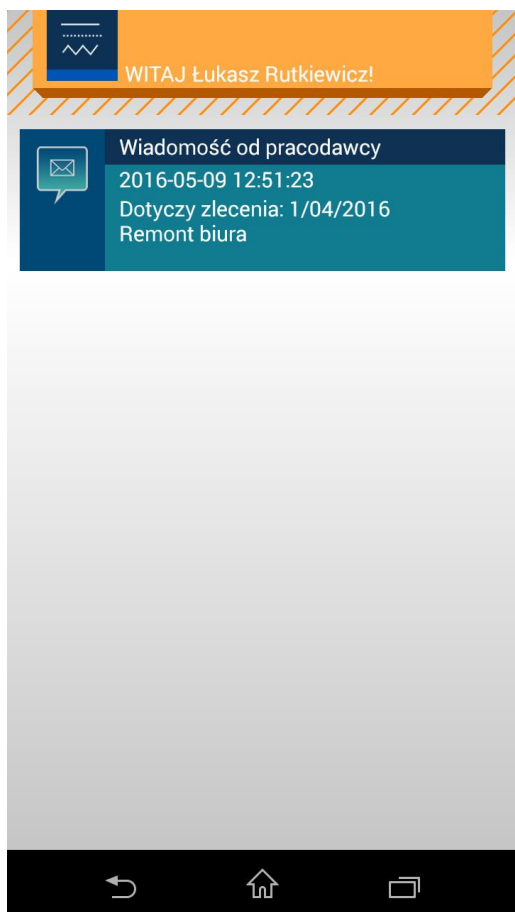 WITAJ Łukasz Rutkiewicz!
Wiadomość od pracodawcy
2016-05-09 12:51:23
Dotyczy zlecenia: 1/04/2016
Remont biura